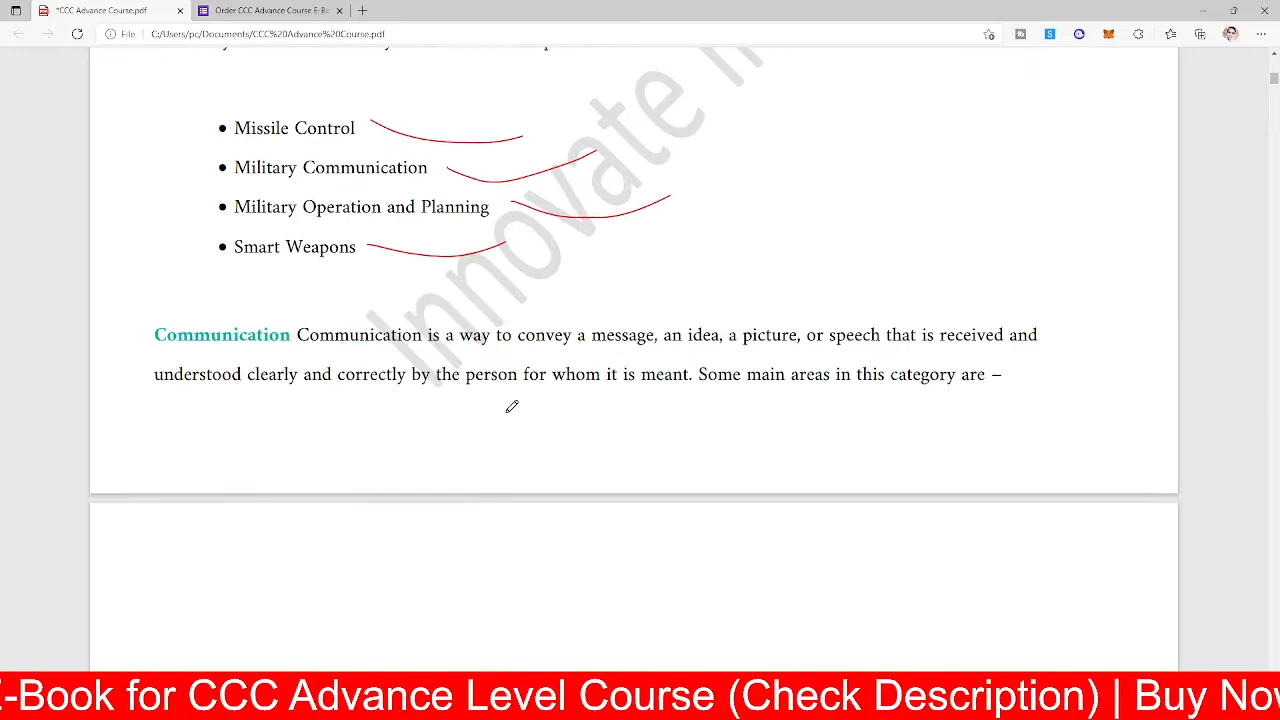 *CCC Advance Course.pdf
Order CCC Advance Course E-Bo
File
C:/Users/pc/Documents/CCC%20Advance%20Course.pdf
• Missile Control
• Military Communication
• Military Operation and Planning
• Smart Weapons
Innovate
Communication Communication is a way to convey a message, an idea, a picture, or speech that is received and
understood clearly and correctly by the person for whom it is meant. Some main areas in this category are –
E-Book for CCC Advance Level Course (Check Description) | Buy Now